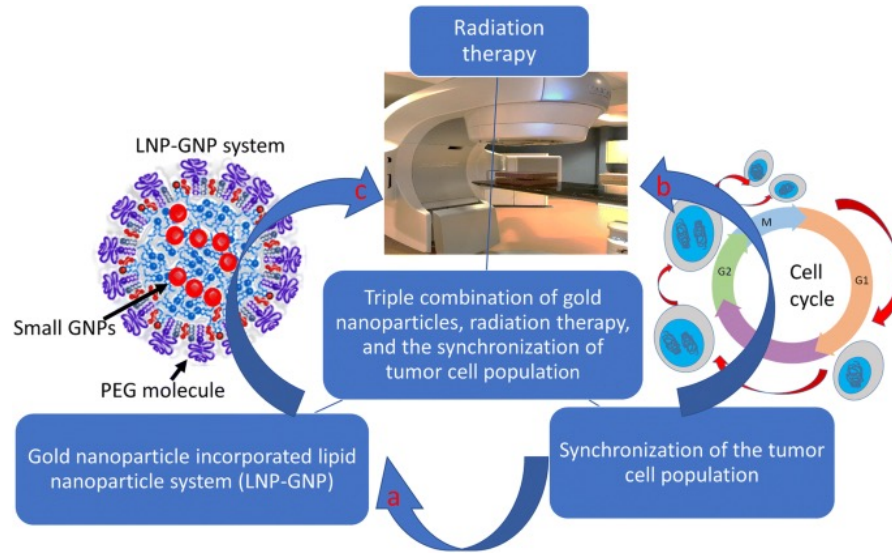 Radiation
therapy
LNP-GNP system
c
b
M
G2
G1
Cell
cycle
Small GNPs
PEG molecule
Triple combination of gold
nanoparticles, radiation therapy,
and the synchronization of
tumor cell population
Gold nanoparticle incorporated lipid
nanoparticle system (LNP-GNP)
a
Synchronization of the tumor
cell population